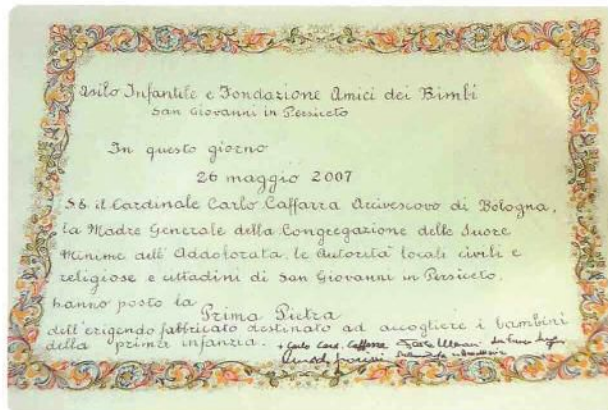 Asilo Infantile e Fondazione Amici dei Bimbi
San Giovanni in Persiceto
In questo giorno
26 maggio 2007
S.E. il Cardinale Carlo Caffarra Arcivescovo di Bologna,
la Madre Generale della Congregazione delle Suore
Minime dell'Addolorata, le Autorità locali civili e
religiose e cittadini di San Giovanni in Persiceto,
hanno posto la
Prima Pietra
dell'erigendo fabbricato destinato ad accogliere i bambini
della prima infanzia.
+ Carlo Card. Caffarra